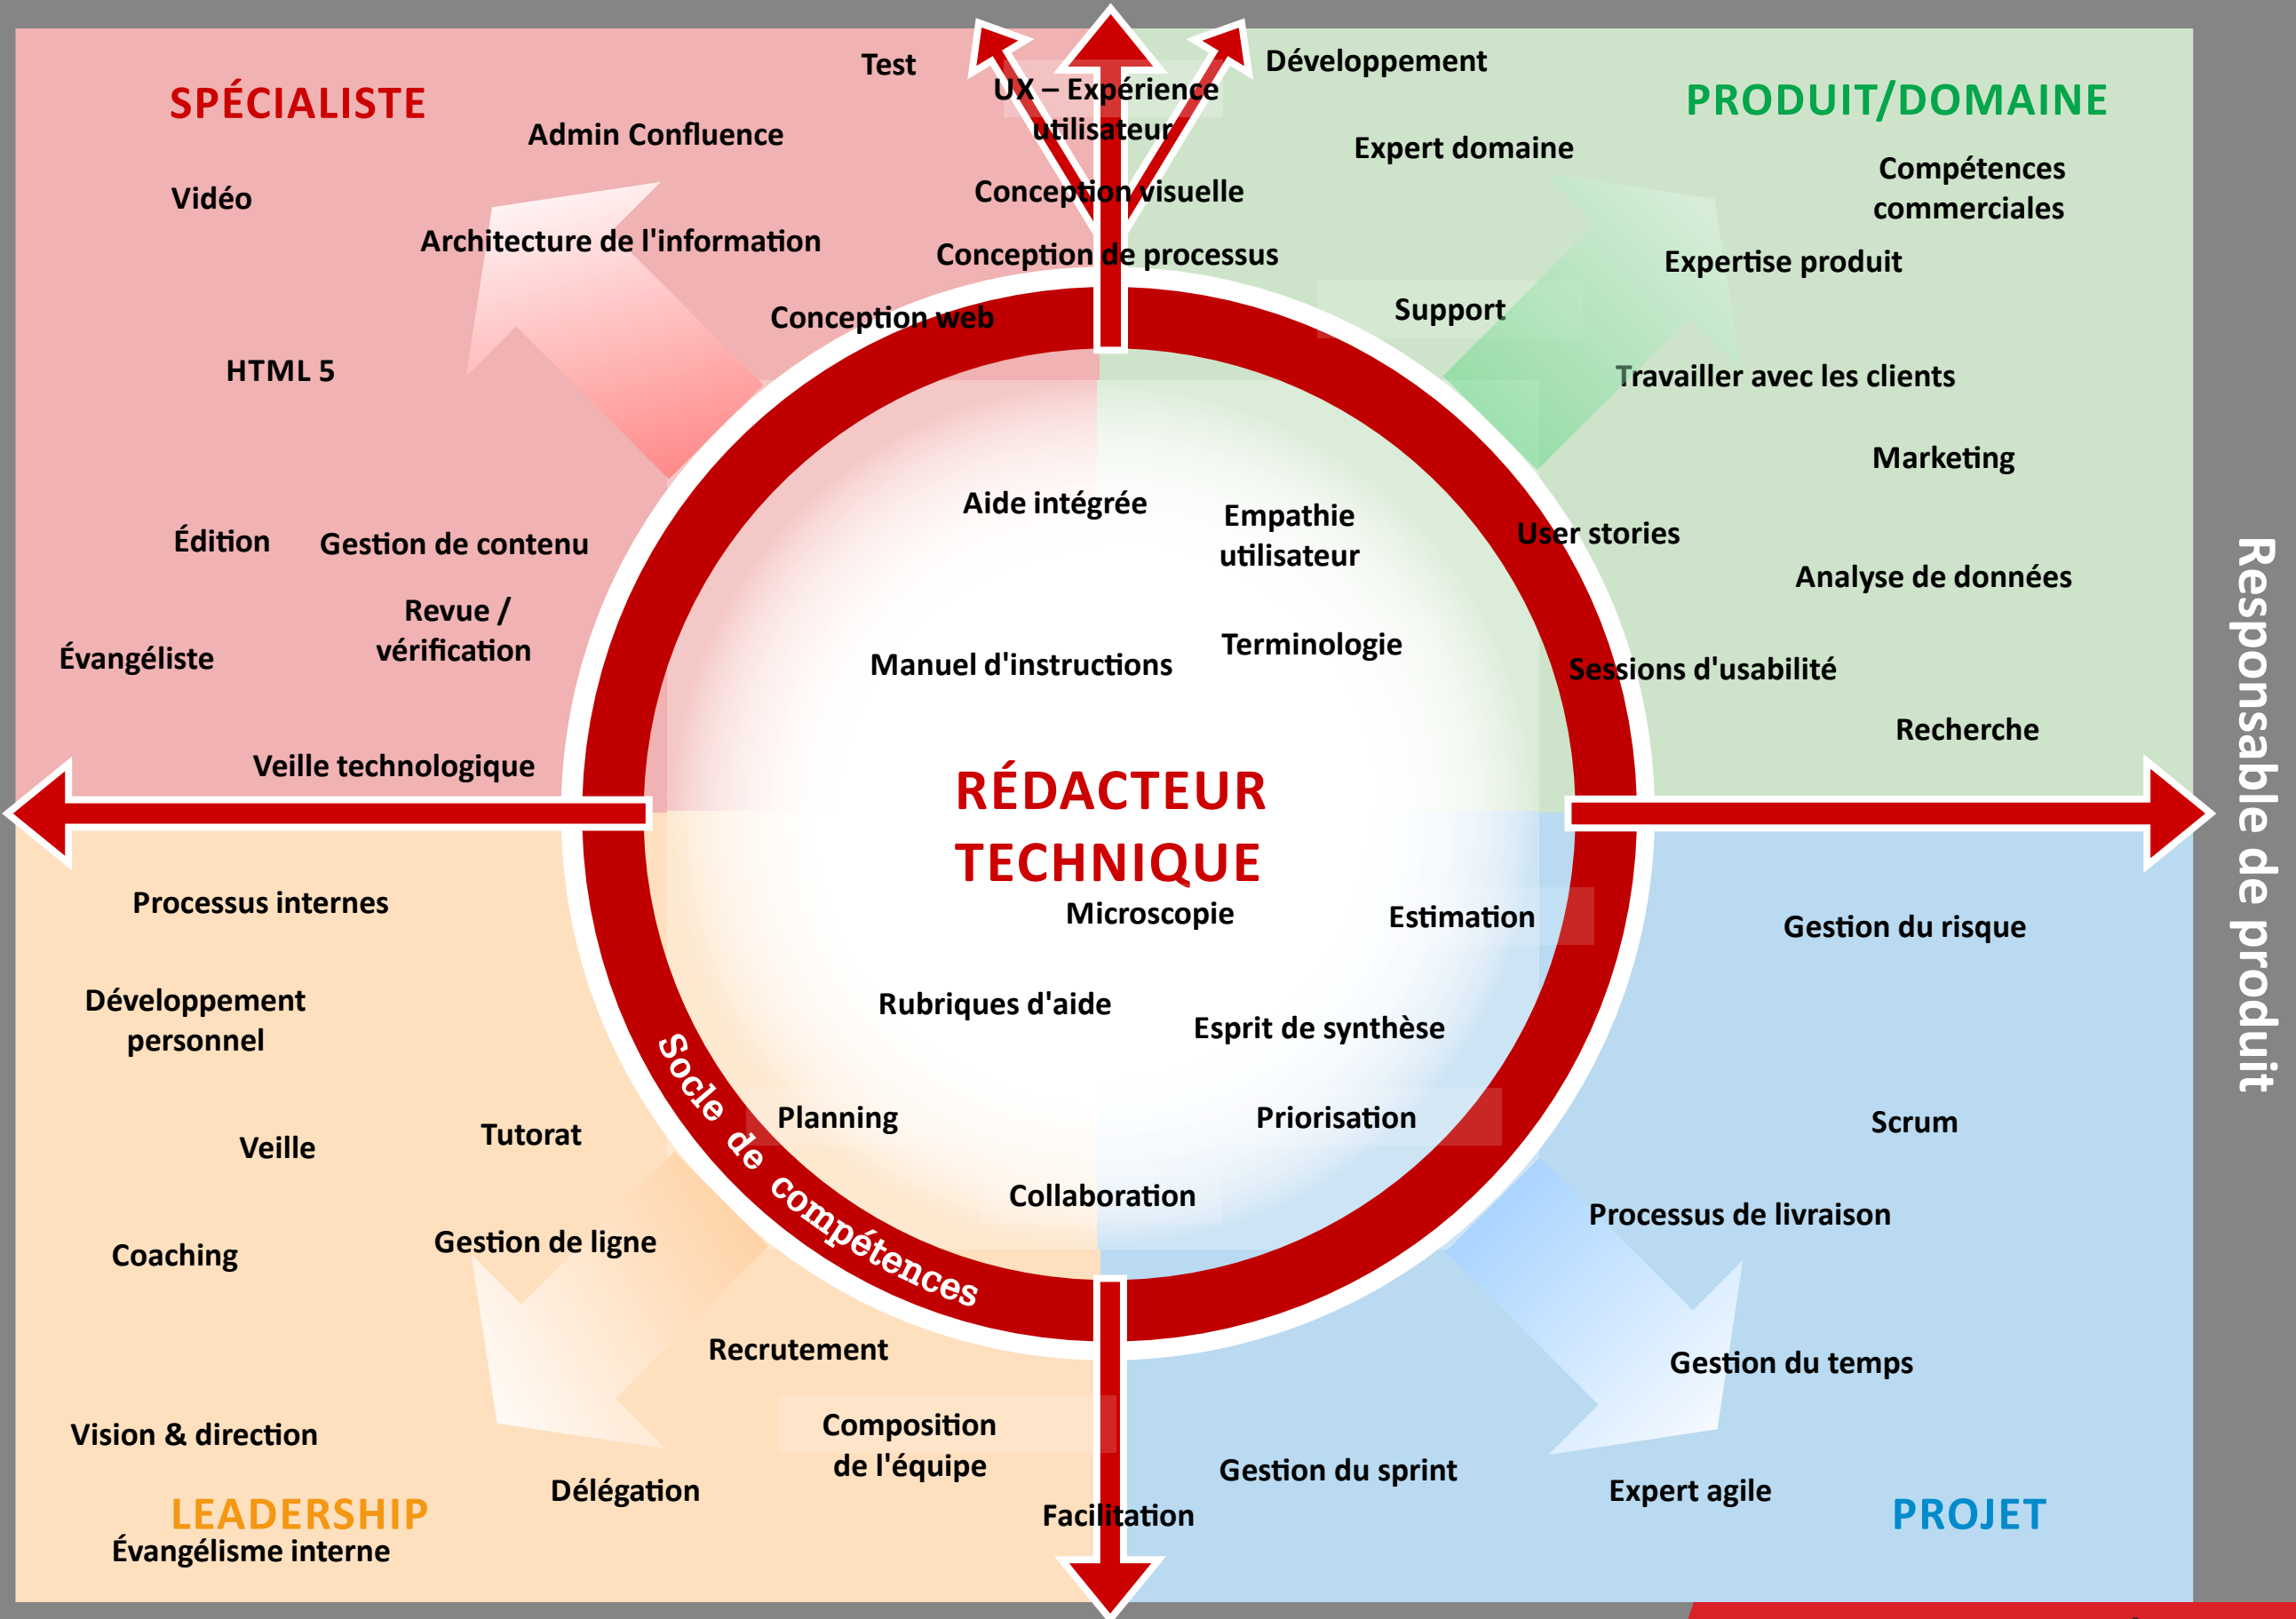 Test
Développement
UX – Expérience
utilisateur
SPÉCIALISTE
PRODUIT/DOMAINE
Admin Confluence
Expert domaine
Compétences
commerciales
Vidéo
Conception visuelle
Architecture de l'information
Conception de processus
Expertise produit
Support
Conception web
HTML 5
Travailler avec les clients
Marketing
Aide intégrée
Empathie
utilisateur
User stories
Édition
Gestion de contenu
Analyse de données
Revue /
vérification
Évangéliste
Manuel d'instructions
Terminologie
Sessions d'usabilité
Recherche
Veille technologique
RÉDACTEUR
TECHNIQUE
Responsable de produit
Processus internes
Microscopie
Estimation
Gestion du risque
Développement
personnel
Rubriques d'aide
Esprit de synthèse
Socle de compétences
Planning
Priorisation
Scrum
Veille
Tutorat
Collaboration
Processus de livraison
Coaching
Gestion de ligne
Recrutement
Gestion du temps
Vision & direction
Composition
de l'équipe
Gestion du sprint
Délégation
Expert agile
LEADERSHIP
Facilitation
PROJET
Évangélisme interne